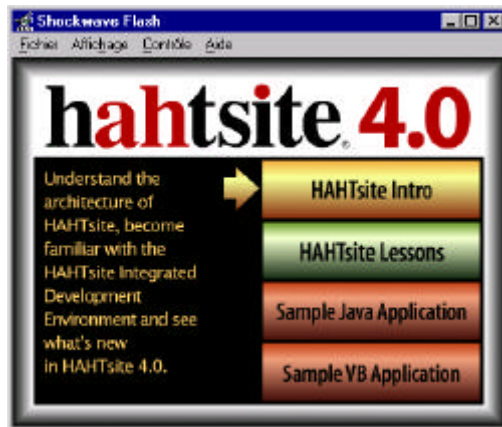 Shockwave Flash
Fichier Affichage Contrôle Aide
hahtsite® 4.0
Understand the
architecture of
HAHTsite, become
familiar with the
HAHTsite Integrated
Development
Environment and see
what's new
in HAHTsite 4.0.
HAHTsite Intro
HAHTsite Lessons
Sample Java Application
Sample VB Application